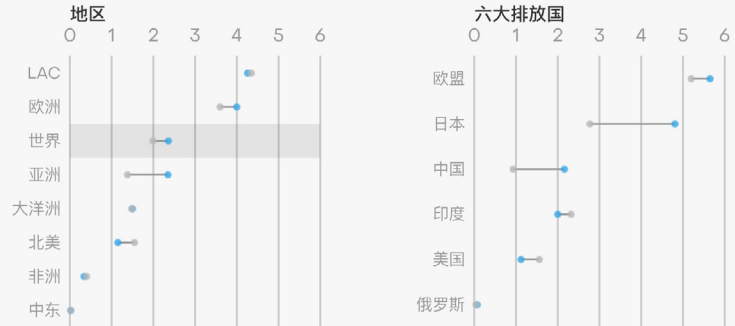 地区
0 1 2 3 4 5 6
LAC
欧洲
世界
亚洲
大洋洲
北美
非洲
中东
六大排放国
0 1 2 3 4 5 6
欧盟
日本
中国
印度
美国
俄罗斯